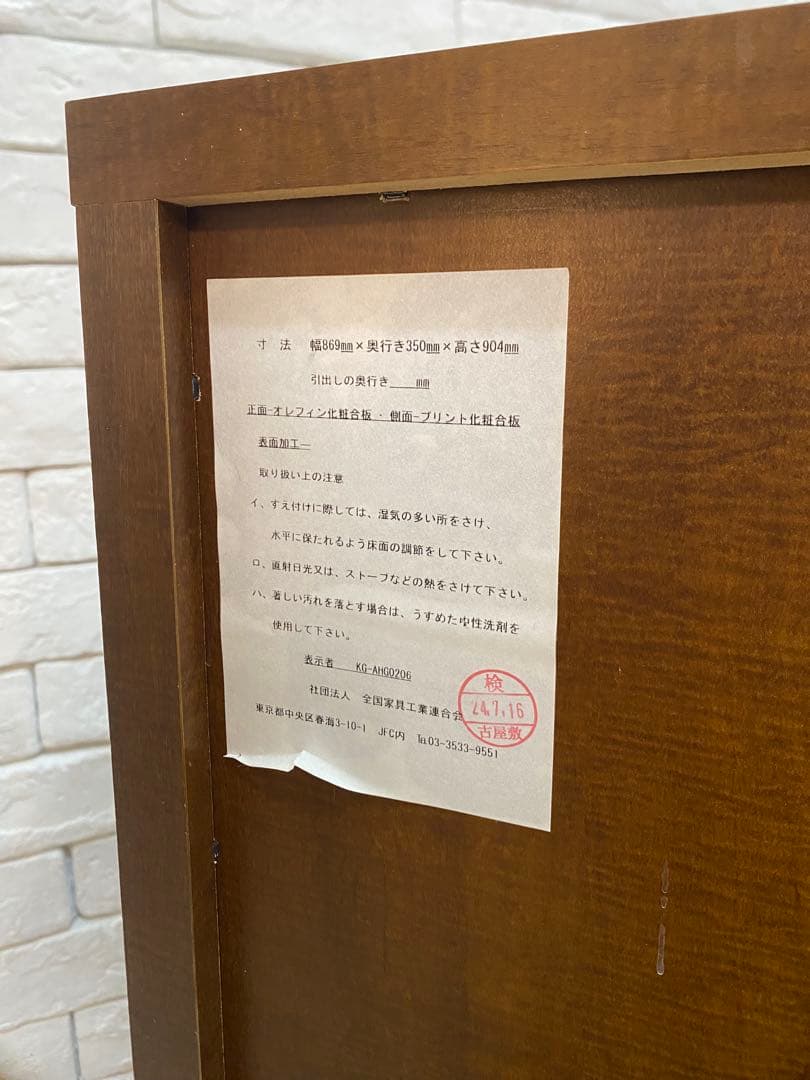 寸　法　幅869㎜×奥行き350㎜×高さ904㎜
引出しの奥行き　　㎜
正面-オレフィン化粧合板・側面-プリント化粧合板
表面加工―
取り扱い上の注意
イ、すえ付けに際しては、湿気の多い所をさけ、
水平に保たれるよう床面の調節をして下さい。
ロ、直射日光又は、ストーブなどの熱をさけて下さい。
ハ、著しい汚れを落とす場合は、うすめた中性洗剤を
使用して下さい。
表示者　KG-AHG0206
社団法人　全国家具工業連合会
東京都中央区春海3-10-1　JFC内　℡03-3533-9551
検
24.7.16
古屋敷